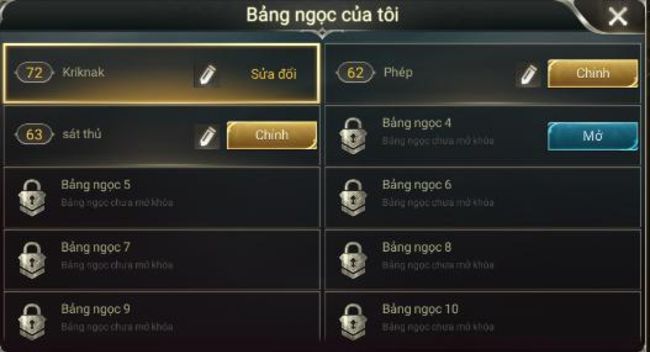 Bảng ngọc của tôi
72 Kriknak Sửa đổi
62 Phép Chỉnh
63 sát thủ Chỉnh
Bảng ngọc 4
Bảng ngọc chưa mở khóa
Mở
Bảng ngọc 5
Bảng ngọc chưa mở khóa
Bảng ngọc 6
Bảng ngọc chưa mở khóa
Bảng ngọc 7
Bảng ngọc chưa mở khóa
Bảng ngọc 8
Bảng ngọc chưa mở khóa
Bảng ngọc 9
Bảng ngọc chưa mở khóa
Bảng ngọc 10
Bảng ngọc chưa mở khóa